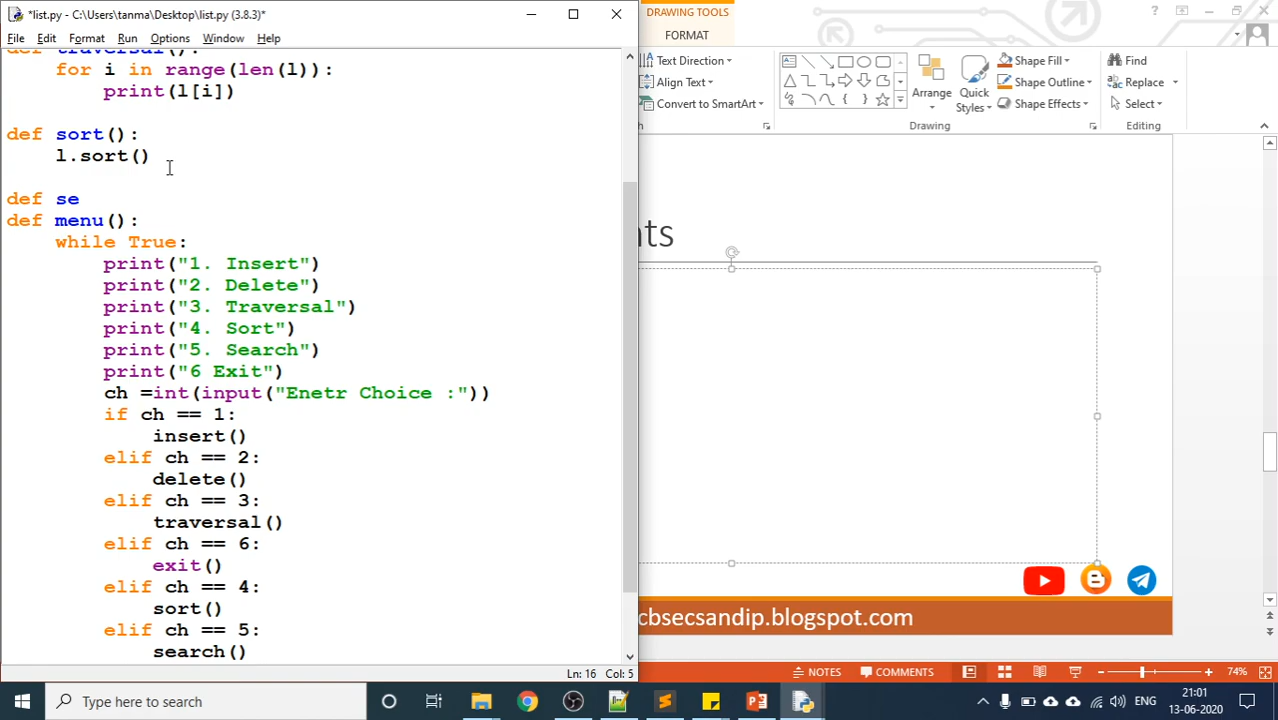 *list.py - C:\Users\tanma\Desktop\list.py (3.8.3)*
File Edit Format Run Options Window Help
def traversal():
    for i in range(len(l)):
        print(l[i])
def sort():
    l.sort()
def se
def menu():
    while True:
        print("1. Insert")
        print("2. Delete")
        print("3. Traversal")
        print("4. Sort")
        print("5. Search")
        print("6 Exit")
        ch =int(input("Enetr Choice :"))
        if ch == 1:
            insert()
        elif ch == 2:
            delete()
        elif ch == 3:
            traversal()
        elif ch == 6:
            exit()
        elif ch == 4:
            sort()
        elif ch == 5:
            search()
Ln: 16 Col: 5
DRAWING TOOLS
FORMAT
Text Direction
Align Text
Convert to SmartArt
Arrange
Quick
Styles
Shape Fill
Shape Outline
Shape Effects
Drawing
Find
Replace
Select
Editing
nts
cbsecsandip.blogspot.com
NOTES COMMENTS 74%
Type here to search
ENG
21:01
13-06-2020